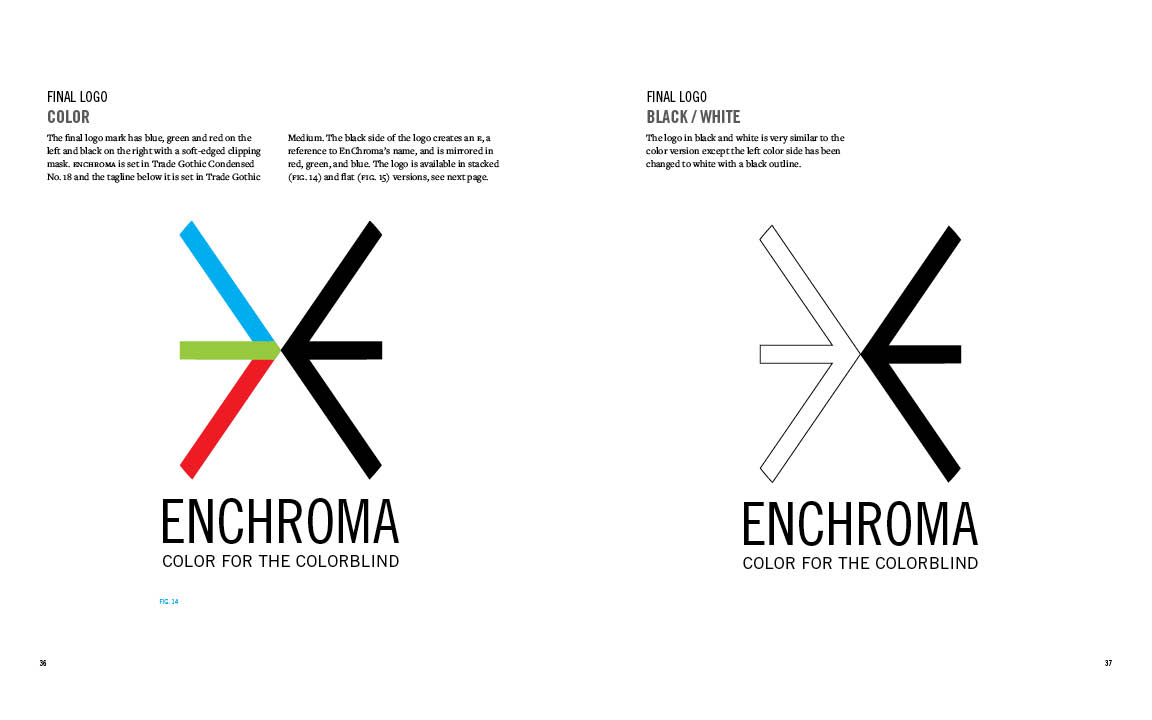 FINAL LOGO
COLOR
The final logo mark has blue, green and red on the
left and black on the right with a soft-edged clipping
mask. ENCHROMA is set in Trade Gothic Condensed
No. 18 and the tagline below it is set in Trade Gothic
Medium. The black side of the logo creates an E, a
reference to EnChroma’s name, and is mirrored in
red, green, and blue. The logo is available in stacked
(FIG. 14) and flat (FIG. 15) versions, see next page.
ENCHROMA
COLOR FOR THE COLORBLIND
FIG. 14
36
FINAL LOGO
BLACK / WHITE
The logo in black and white is very similar to the
color version except the left color side has been
changed to white with a black outline.
ENCHROMA
COLOR FOR THE COLORBLIND
37